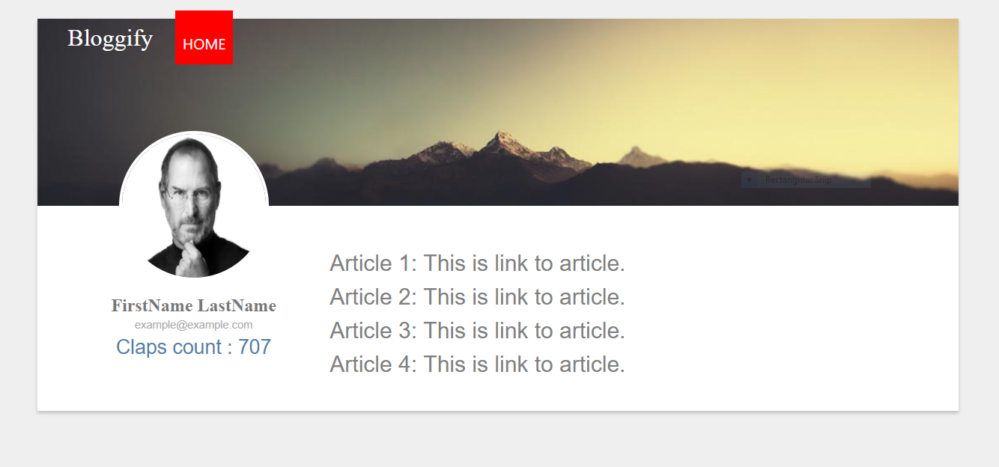 Bloggify
HOME
Rectangular Snip
FirstName LastName
example@example.com
Claps count : 707
Article 1: This is link to article.
Article 2: This is link to article.
Article 3: This is link to article.
Article 4: This is link to article.